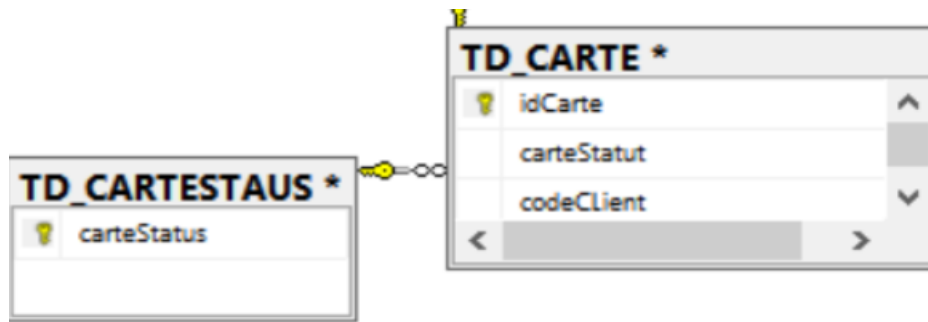 TD_CARTE *
idCarte
carteStatut
codeCLient
TD_CARTESTAUS *
carteStatus